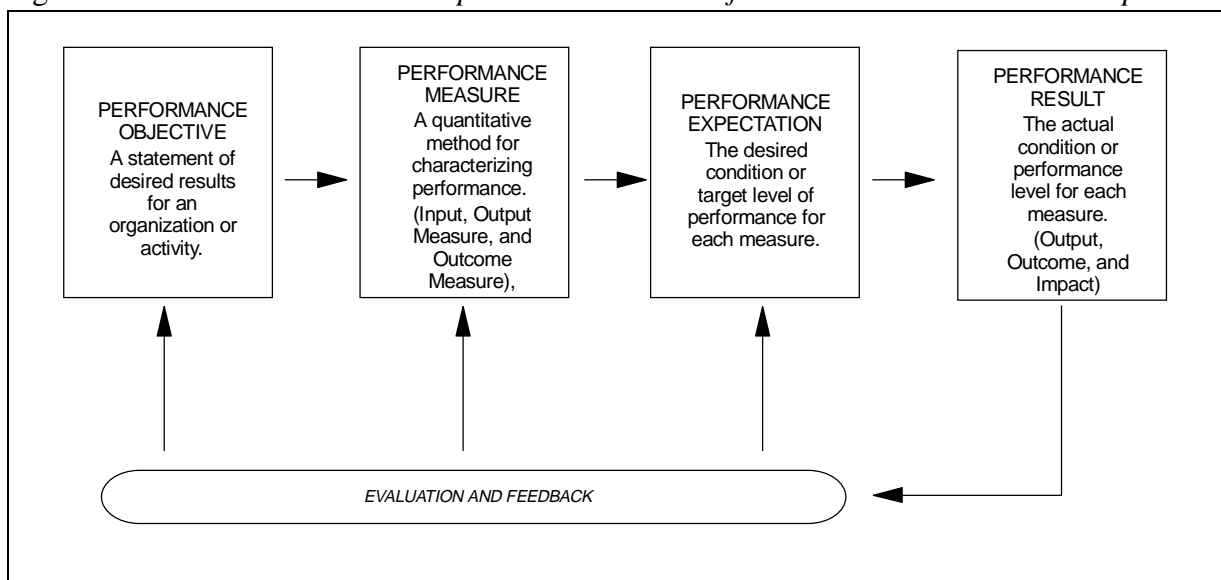 PERFORMANCE
OBJECTIVE
A statement of
desired results
for an
organization or
activity.
PERFORMANCE
MEASURE
A quantitative
method for
characterizing
performance.
(Input, Output
Measure, and
Outcome
Measure),
PERFORMANCE
EXPECTATION
The desired
condition or
target level of
performance for
each measure.
PERFORMANCE
RESULT
The actual
condition or
performance
level for each
measure.
(Output,
Outcome, and
Impact)
EVALUATION AND FEEDBACK